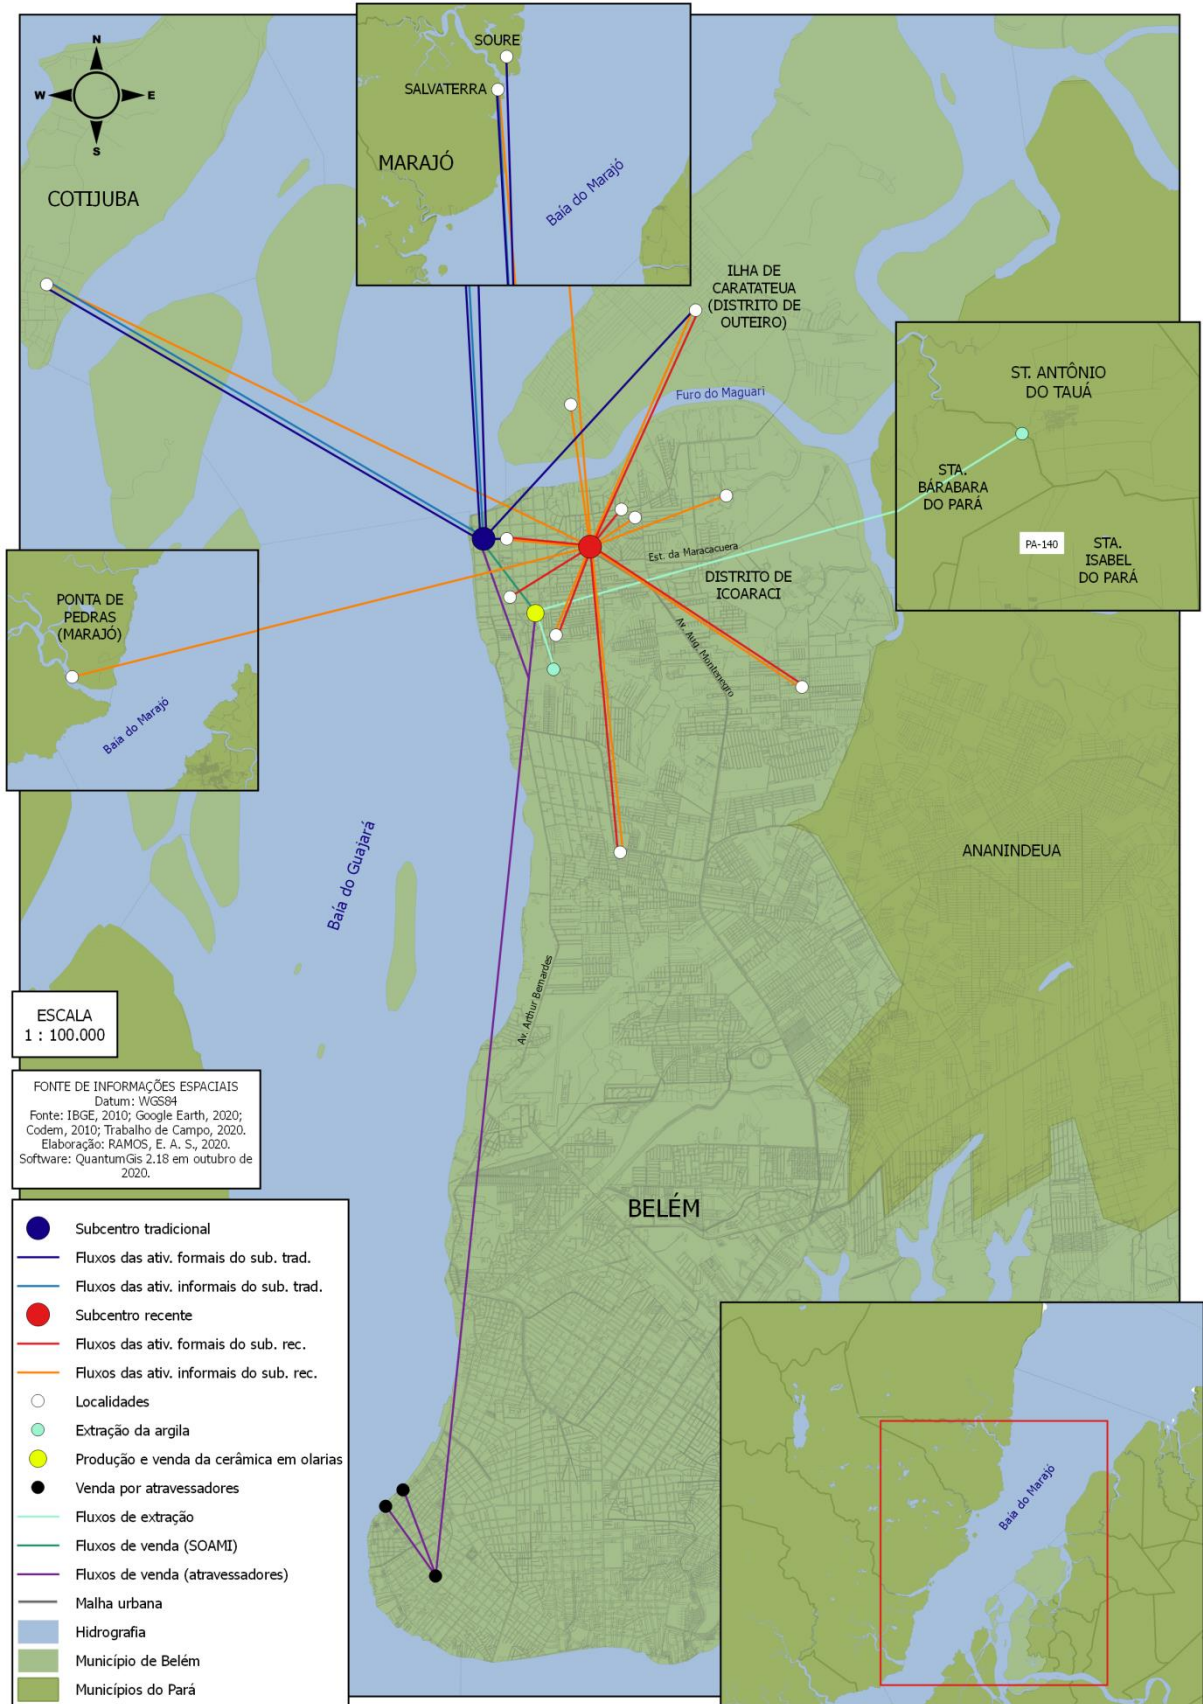 N
W
E
S
COTIJUBA
SOURE
SALVATERRA
MARAJÓ
Baía do Marajó
ILHA DE
CARATATEUA
(DISTRITO DE
OUTEIRO)
Furo do Maguari
ST. ANTÔNIO
DO TAUÁ
STA.
BÁRABARA
DO PARÁ
PA-140
STA.
ISABEL
DO PARÁ
Est. da Maracacuera
DISTRITO DE
ICOARACI
Av. Aug. Montenegro
PONTA DE
PEDRAS
(MARAJÓ)
Baía do Marajó
Baía do Guajará
ANANINDEUA
Av. Arthur Bernardes
BELÉM
ESCALA
1 : 100.000
FONTE DE INFORMAÇÕES ESPACIAIS
Datum: WGS84
Fonte: IBGE, 2010; Google Earth, 2020;
Codem, 2010; Trabalho de Campo, 2020.
Elaboração: RAMOS, E. A. S., 2020.
Software: QuantumGis 2.18 em outubro de
2020.
Subcentro tradicional
Fluxos das ativ. formais do sub. trad.
Fluxos das ativ. informais do sub. trad.
Subcentro recente
Fluxos das ativ. formais do sub. rec.
Fluxos das ativ. informais do sub. rec.
Localidades
Extração da argila
Produção e venda da cerâmica em olarias
Venda por atravessadores
Fluxos de extração
Fluxos de venda (SOAMI)
Fluxos de venda (atravessadores)
Malha urbana
Hidrografia
Município de Belém
Municípios do Pará
Baia do Marajó